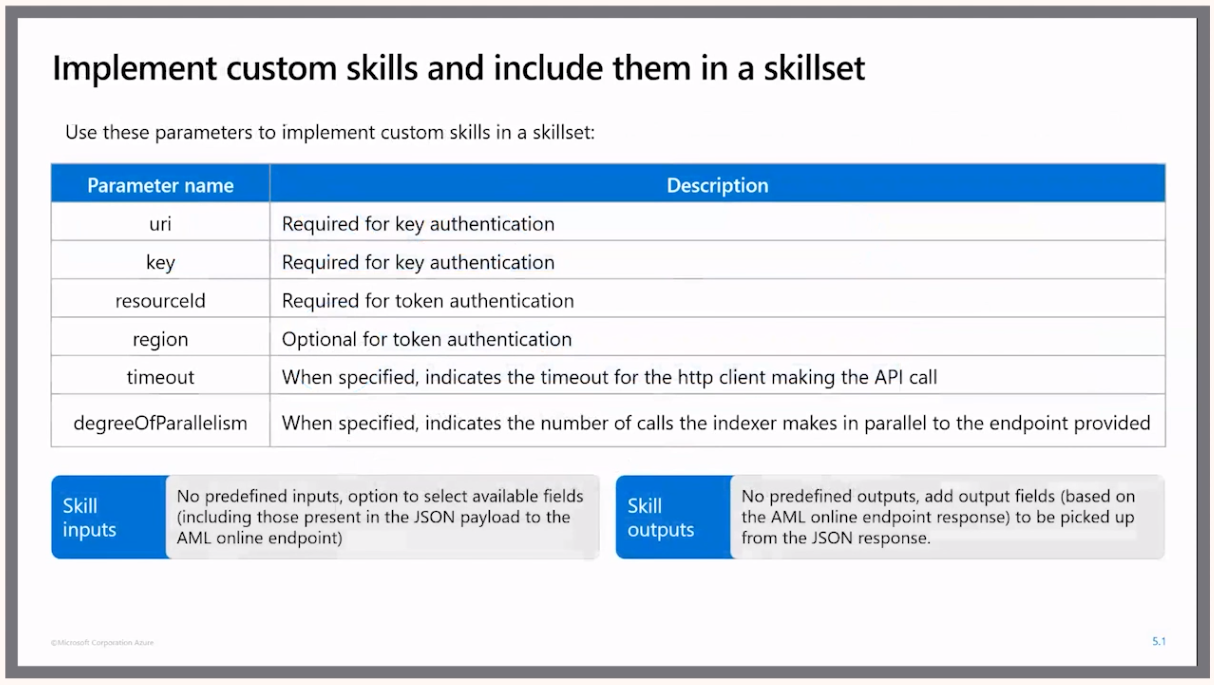 Implement custom skills and include them in a skillset
Use these parameters to implement custom skills in a skillset:
Parameter name Description
uri Required for key authentication
key Required for key authentication
resourceId Required for token authentication
region Optional for token authentication
timeout When specified, indicates the timeout for the http client making the API call
degreeOfParallelism When specified, indicates the number of calls the indexer makes in parallel to the endpoint provided
Skill
inputs
No predefined inputs, option to select available fields
(including those present in the JSON payload to the
AML online endpoint)
Skill
outputs
No predefined outputs, add output fields (based on
the AML online endpoint response) to be picked up
from the JSON response.
©Microsoft Corporation Azure
5.1